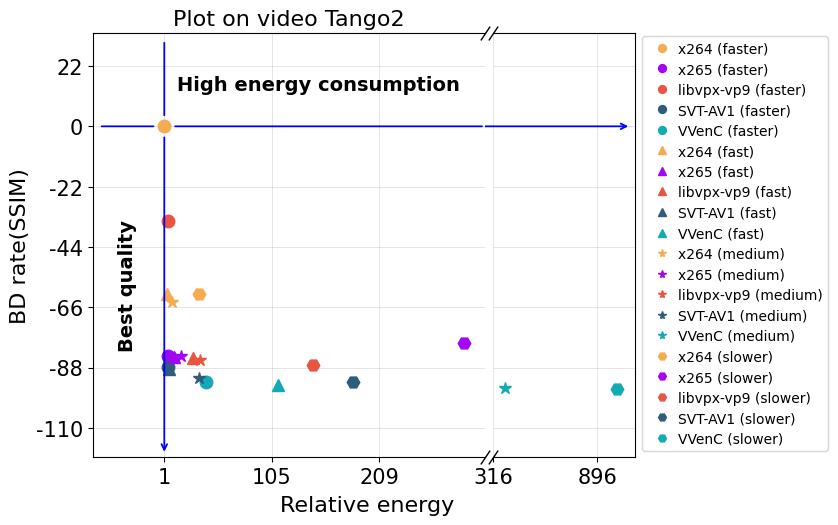 Plot on video Tango2
High energy consumption
Best quality
BD rate(SSIM)
22
0
-22
-44
-66
-88
-110
1
105
209
316
896
Relative energy
x264 (faster)
x265 (faster)
libvpx-vp9 (faster)
SVT-AV1 (faster)
VVenC (faster)
x264 (fast)
x265 (fast)
libvpx-vp9 (fast)
SVT-AV1 (fast)
VVenC (fast)
x264 (medium)
x265 (medium)
libvpx-vp9 (medium)
SVT-AV1 (medium)
VVenC (medium)
x264 (slower)
x265 (slower)
libvpx-vp9 (slower)
SVT-AV1 (slower)
VVenC (slower)